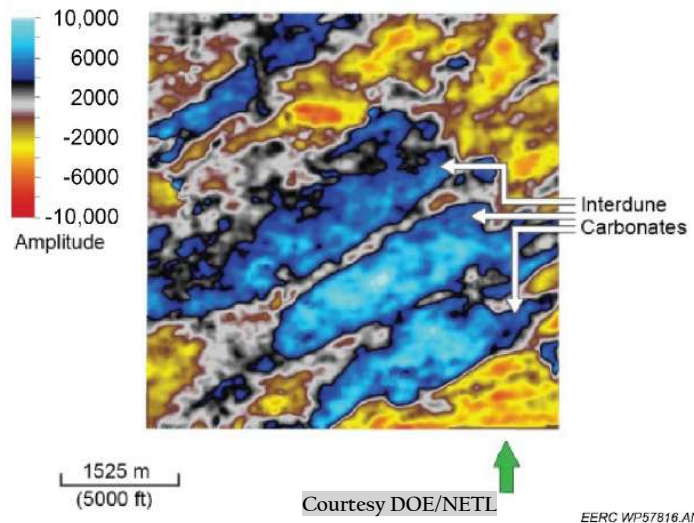 10,000
6000
2000
-2000
-6000
-10,000
Amplitude
Interdune
Carbonates
1525 m
(5000 ft)
Courtesy DOE/NETL
EERC WP57816.AI